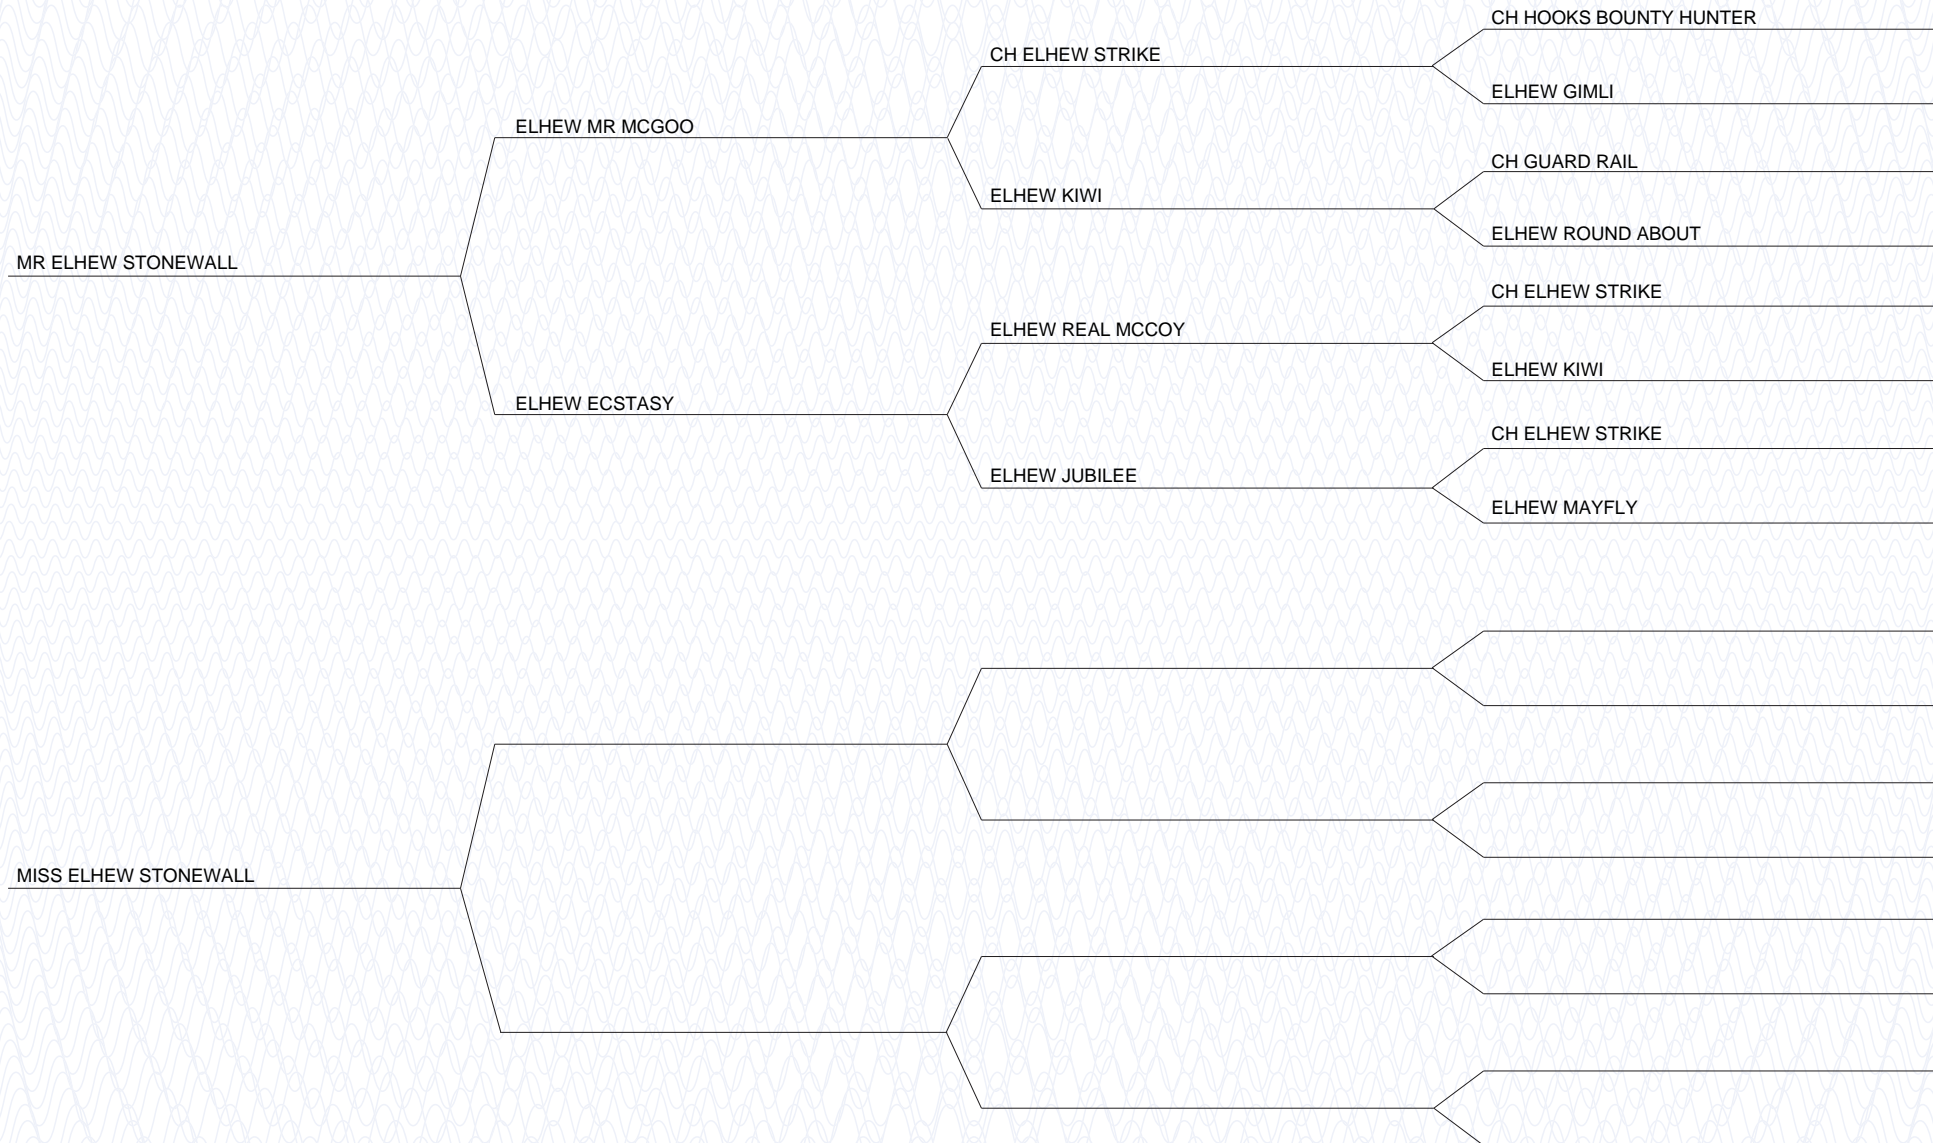 CH HOOKS BOUNTY HUNTER
CH ELHEW STRIKE
ELHEW GIMLI
ELHEW MR MCGOO
CH GUARD RAIL
ELHEW KIWI
ELHEW ROUND ABOUT
MR ELHEW STONEWALL
CH ELHEW STRIKE
ELHEW REAL MCCOY
ELHEW KIWI
ELHEW ECSTASY
CH ELHEW STRIKE
ELHEW JUBILEE
ELHEW MAYFLY
MISS ELHEW STONEWALL